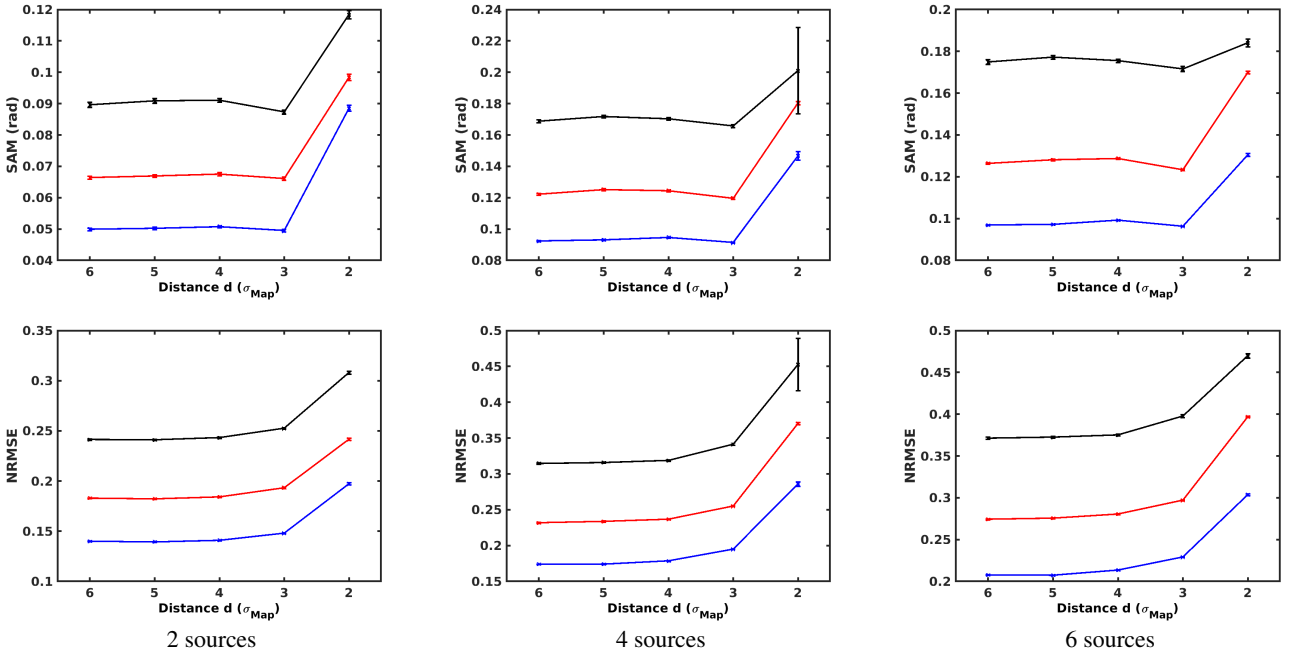 SAM (rad)
0.12
0.11
0.1
0.09
0.08
0.07
0.06
0.05
0.04
6 5 4 3 2
Distance d (σMap)
SAM (rad)
0.24
0.22
0.2
0.18
0.16
0.14
0.12
0.1
0.08
6 5 4 3 2
Distance d (σMap)
SAM (rad)
0.2
0.18
0.16
0.14
0.12
0.1
0.08
6 5 4 3 2
Distance d (σMap)
NRMSE
0.35
0.3
0.25
0.2
0.15
0.1
6 5 4 3 2
Distance d (σMap)
2 sources
NRMSE
0.5
0.45
0.4
0.35
0.3
0.25
0.2
0.15
6 5 4 3 2
Distance d (σMap)
4 sources
NRMSE
0.5
0.45
0.4
0.35
0.3
0.25
0.2
6 5 4 3 2
Distance d (σMap)
6 sources